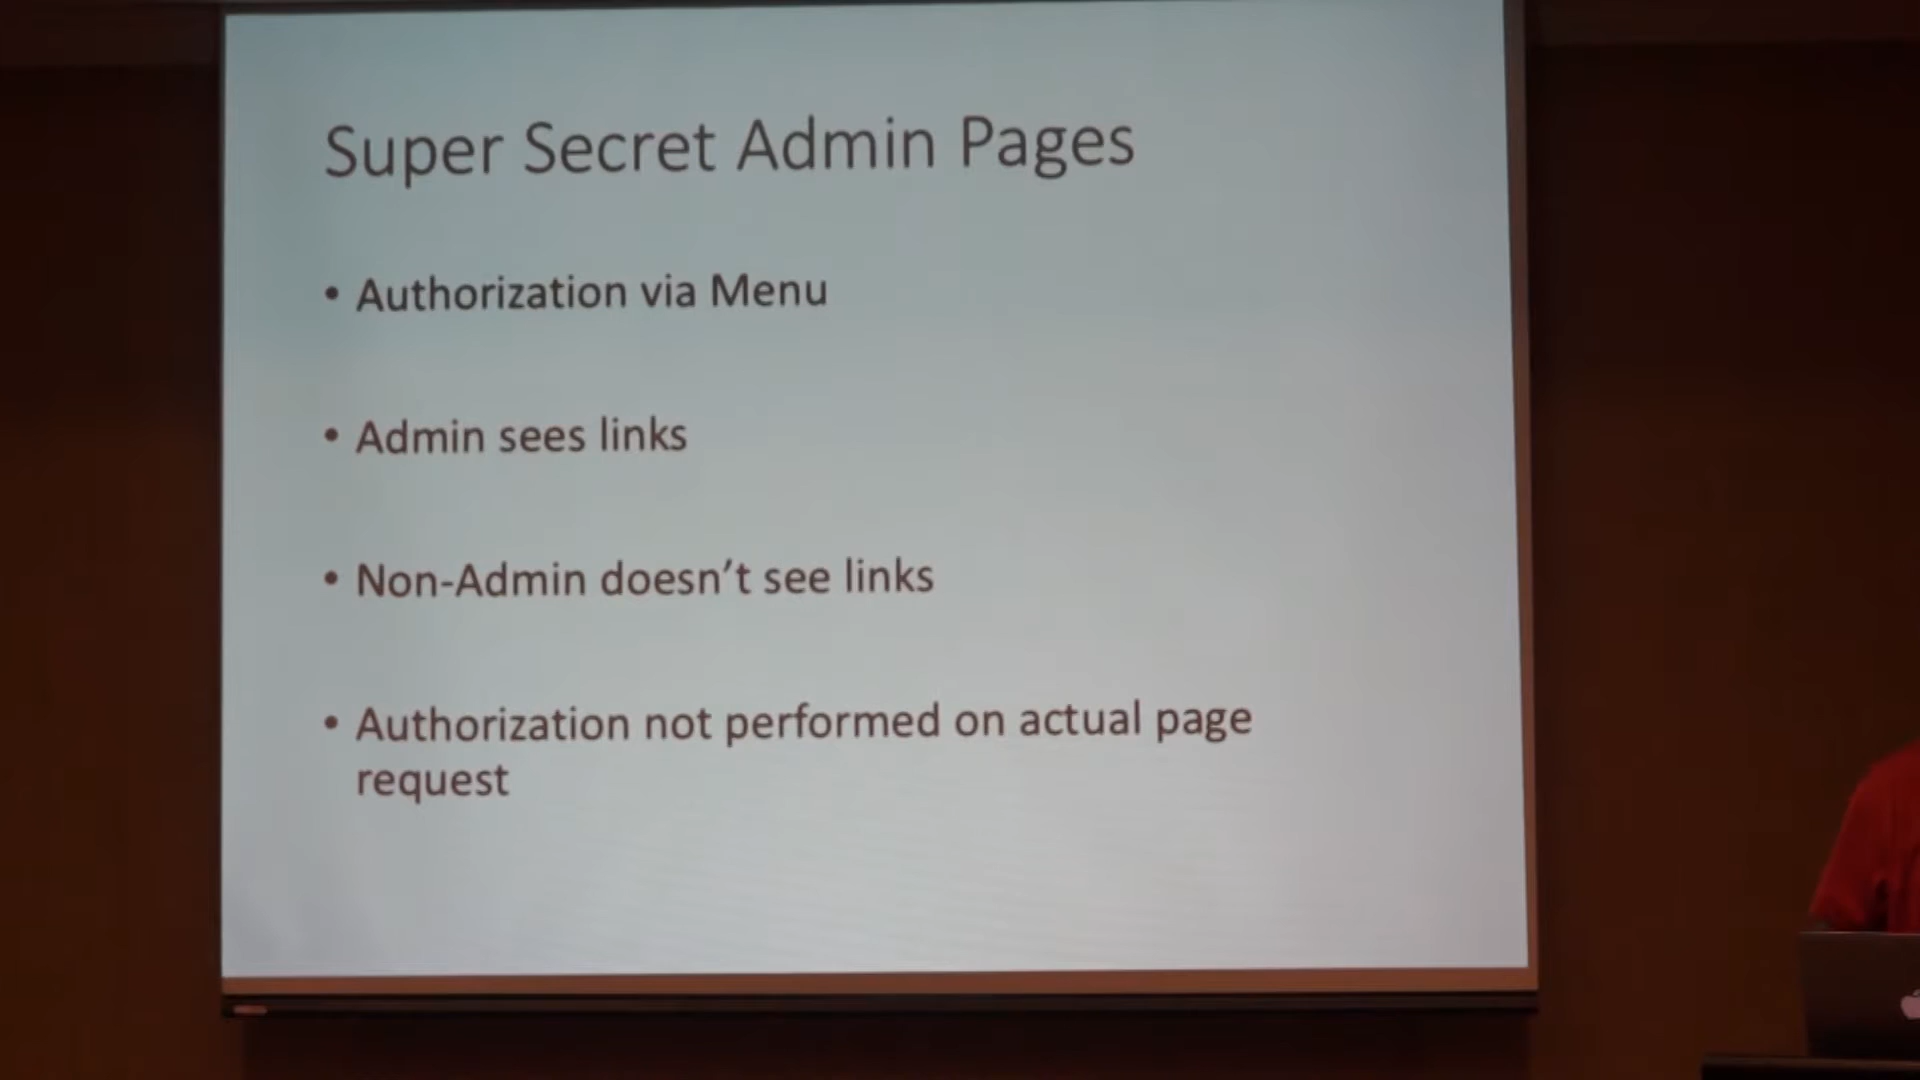 Super Secret Admin Pages
• Authorization via Menu
• Admin sees links
• Non-Admin doesn't see links
• Authorization not performed on actual page
request